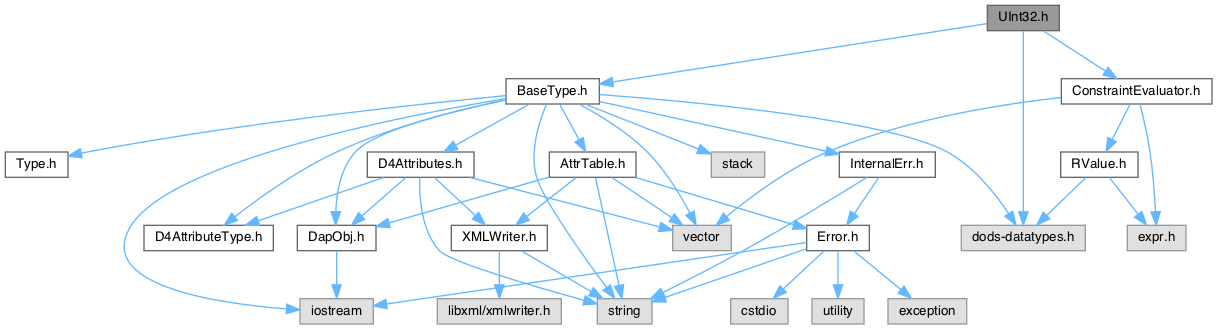 UInt32.h
BaseType.h
ConstraintEvaluator.h
Type.h
D4Attributes.h
AttrTable.h
stack
InternalErr.h
RValue.h
D4AttributeType.h
DapObj.h
XMLWriter.h
vector
Error.h
dods-datatypes.h
expr.h
iostream
libxml/xmlwriter.h
string
cstdio
utility
exception